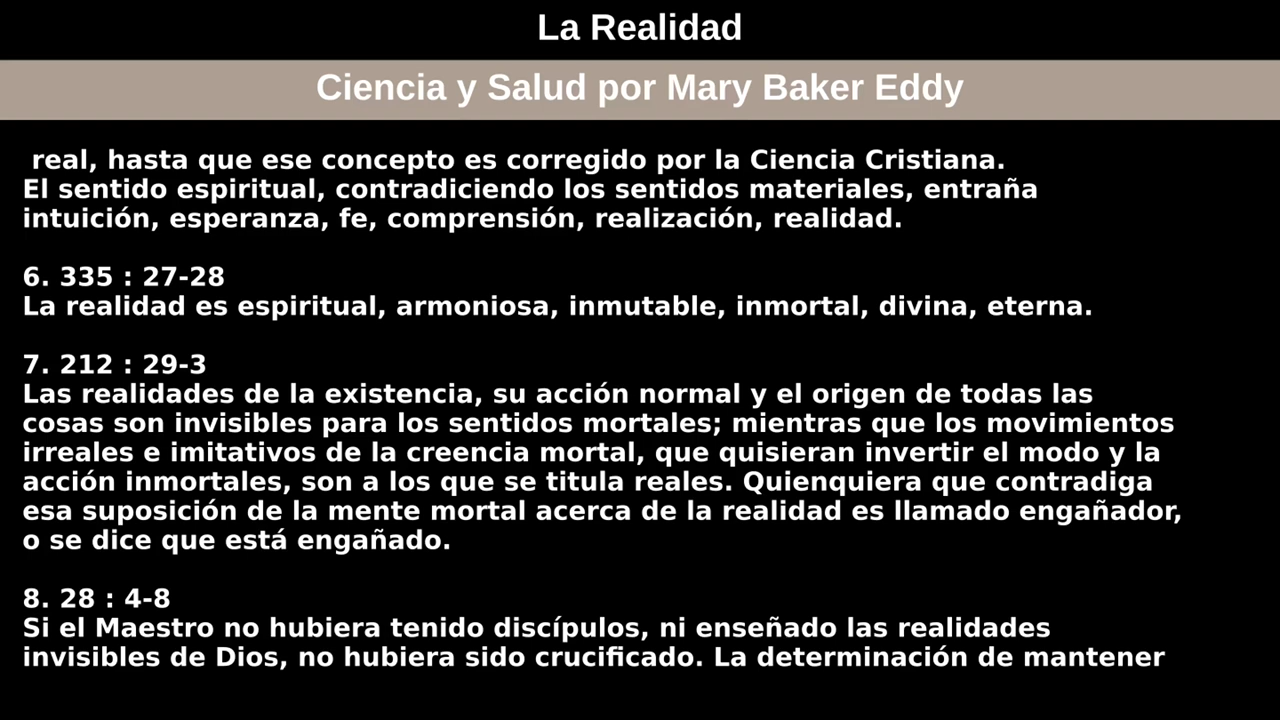 La Realidad
Ciencia y Salud por Mary Baker Eddy
real, hasta que ese concepto es corregido por la Ciencia Cristiana.
El sentido espiritual, contradiciendo los sentidos materiales, entraña
intuición, esperanza, fe, comprensión, realización, realidad.
6. 335 : 27-28
La realidad es espiritual, armoniosa, inmutable, inmortal, divina, eterna.
7. 212 : 29-3
Las realidades de la existencia, su acción normal y el origen de todas las
cosas son invisibles para los sentidos mortales; mientras que los movimientos
irreales e imitativos de la creencia mortal, que quisieran invertir el modo y la
acción inmortales, son a los que se titula reales. Quienquiera que contradiga
esa suposición de la mente mortal acerca de la realidad es llamado engañador,
o se dice que está engañado.
8. 28 : 4-8
Si el Maestro no hubiera tenido discípulos, ni enseñado las realidades
invisibles de Dios, no hubiera sido crucificado. La determinación de mantener